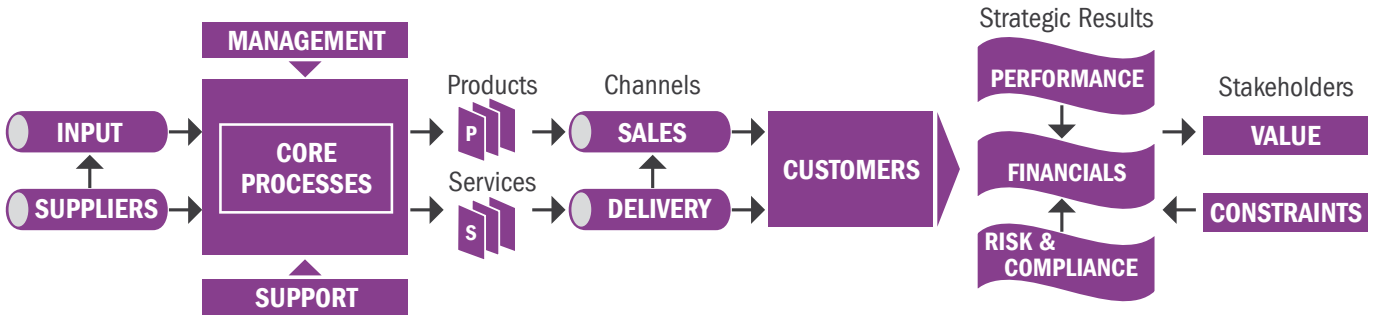 MANAGEMENT
INPUT
SUPPLIERS
CORE
PROCESSES
SUPPORT
Products
P
Services
S
Channels
SALES
DELIVERY
CUSTOMERS
Strategic Results
PERFORMANCE
FINANCIALS
RISK &
COMPLIANCE
Stakeholders
VALUE
CONSTRAINTS